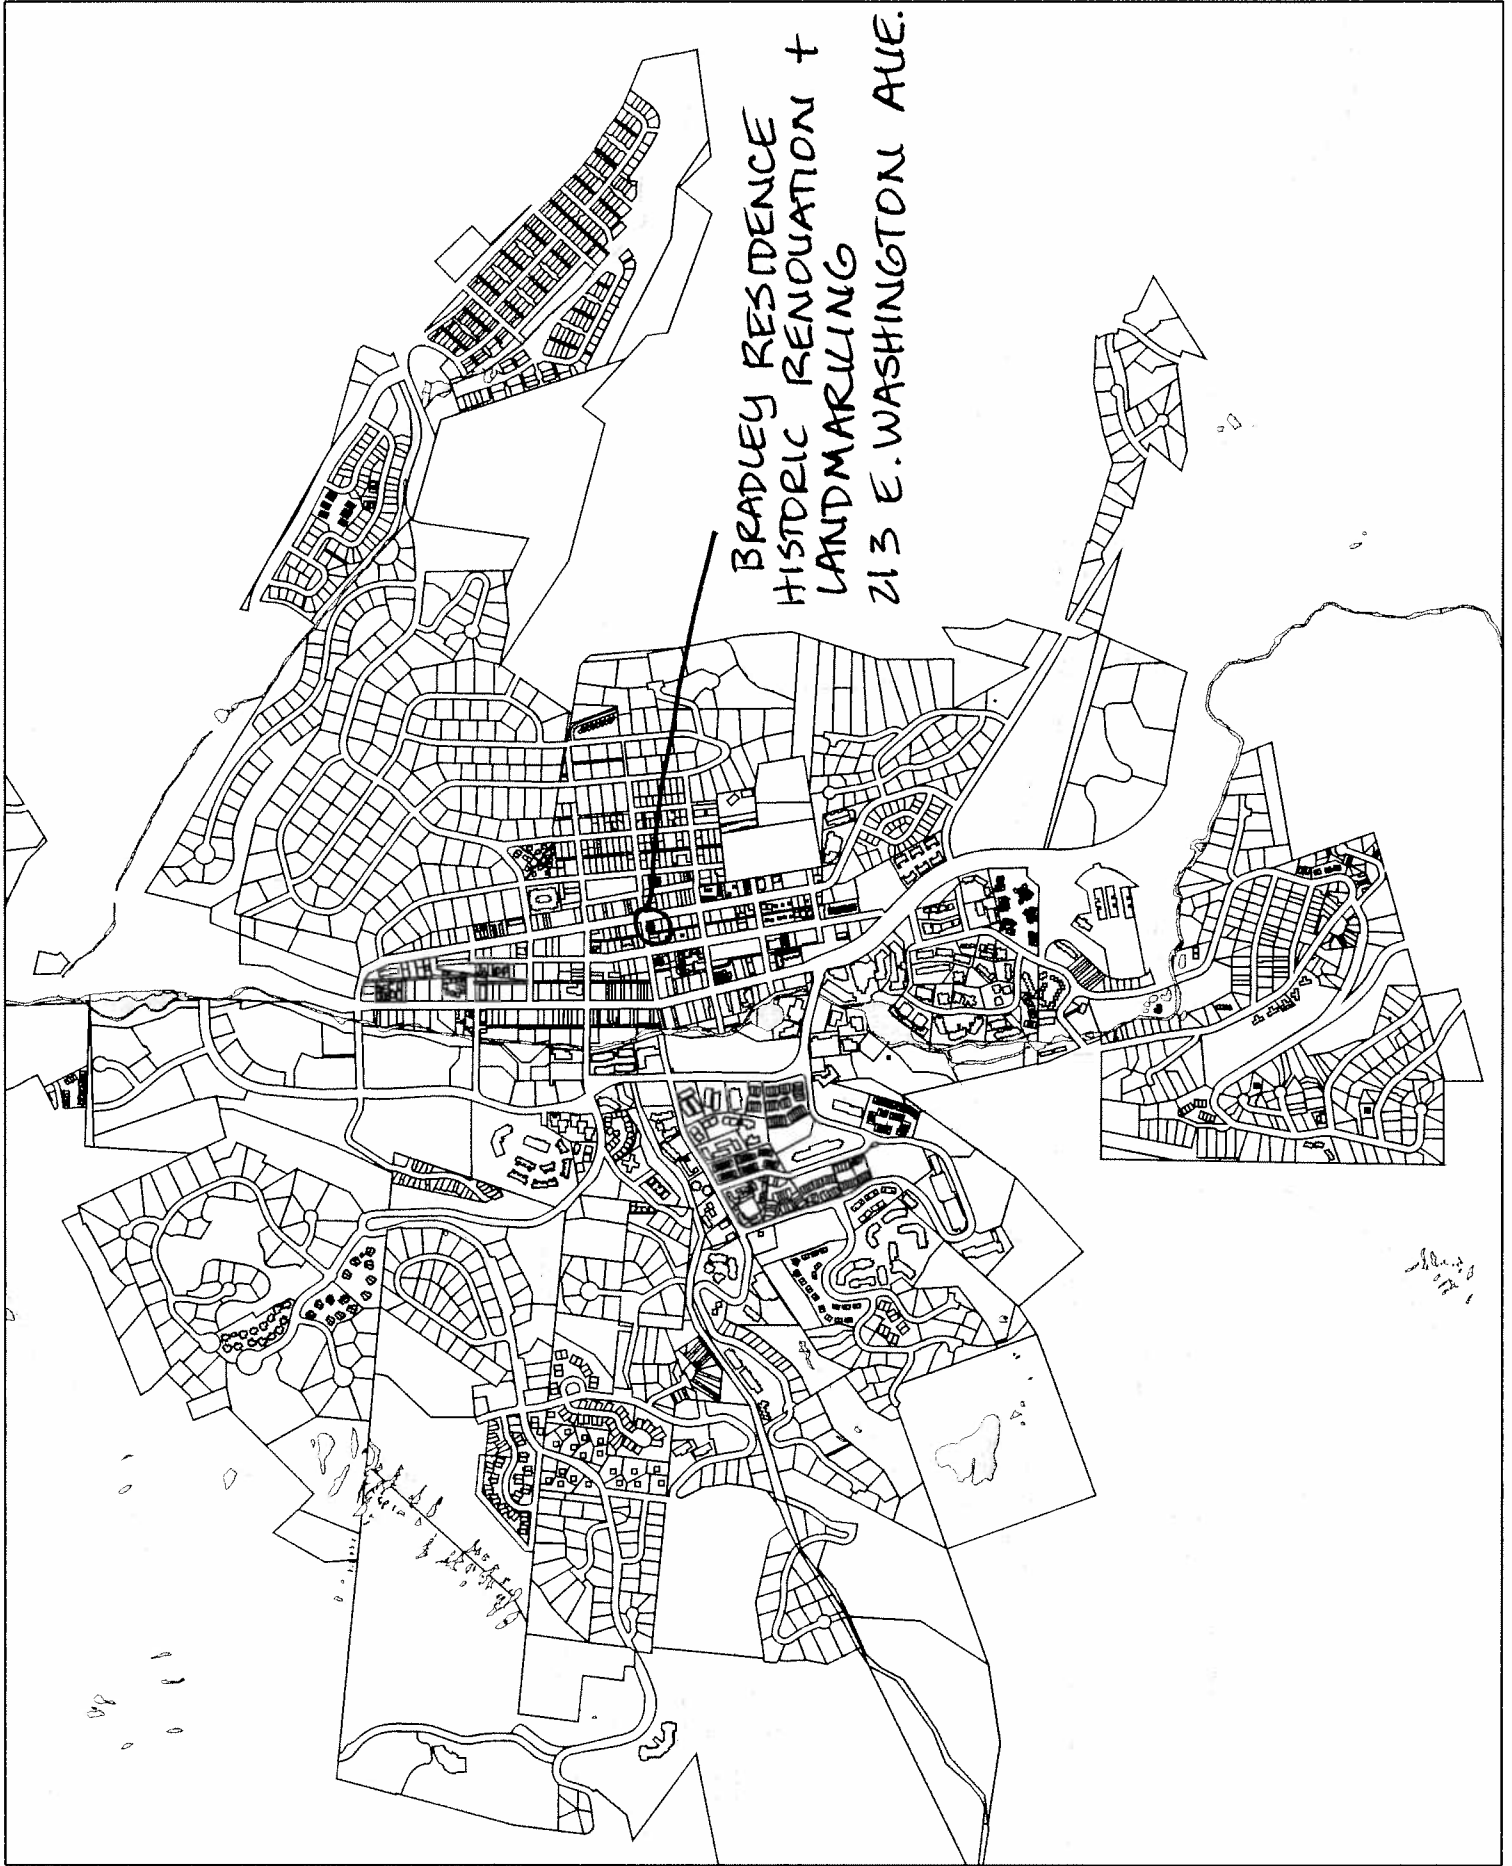 BRADLEY RESIDENCE
HISTORIC RENOVATION +
LANDMARKING
213 E. WASHINGTON AVE.